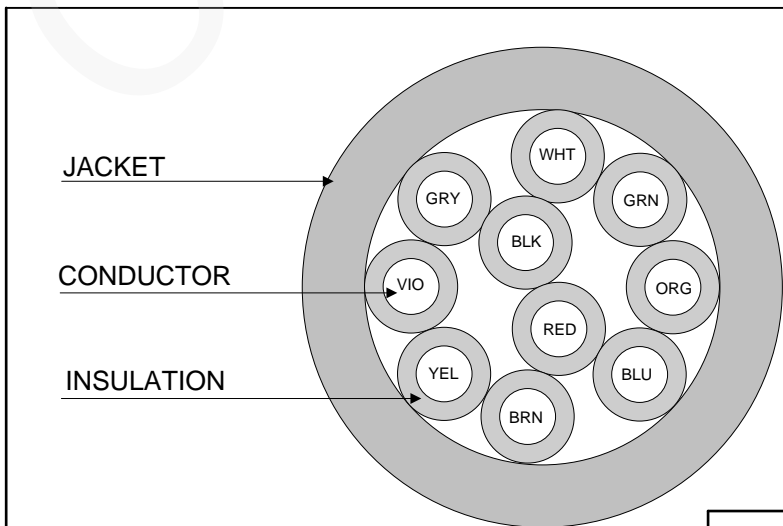 JACKET
CONDUCTOR
INSULATION
WHT
GRY
GRN
BLK
VIO
ORG
RED
YEL
BLU
BRN